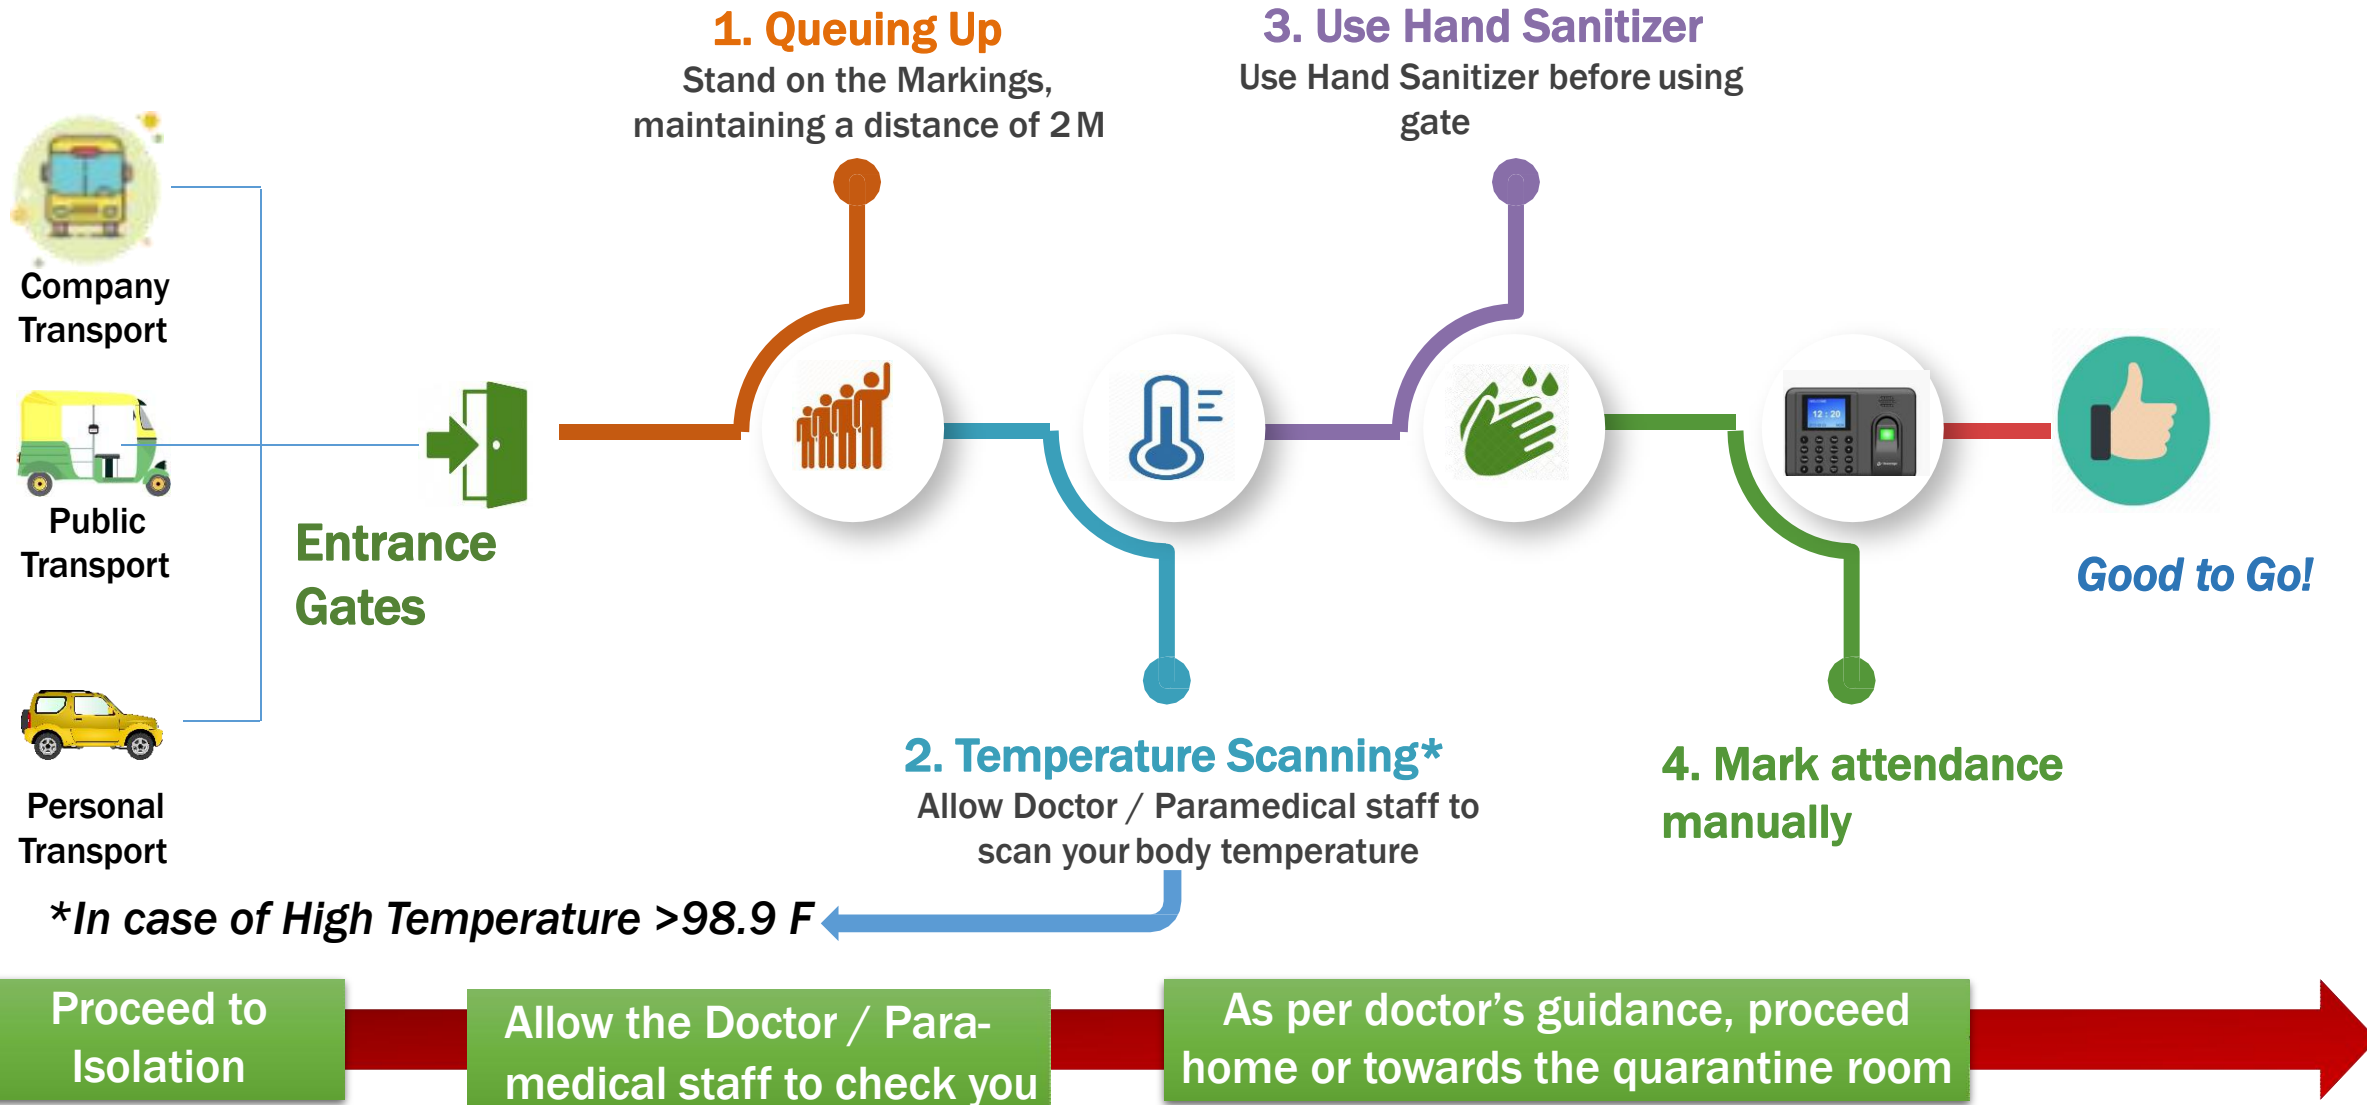 1. Queuing Up
Stand on the Markings,
maintaining a distance of 2 M
3. Use Hand Sanitizer
Use Hand Sanitizer before using
gate
Company
Transport
Public
Transport
Personal
Transport
Entrance
Gates
12 : 20
Good to Go!
2. Temperature Scanning*
Allow Doctor / Paramedical staff to
scan your body temperature
4. Mark attendance
manually
*In case of High Temperature >98.9 F
Proceed to
Isolation
Allow the Doctor / Para-
medical staff to check you
As per doctor’s guidance, proceed
home or towards the quarantine room